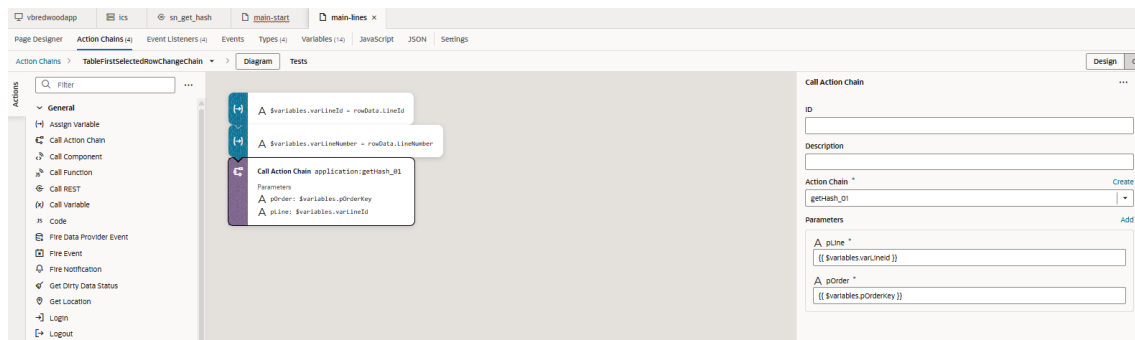 vbredwoodapp ics sn_get_hash main-start main-lines ×
Page Designer Action Chains (4) Event Listeners (4) Events Types (4) Variables (14) JavaScript JSON Settings
Action Chains > TableFirstSelectedRowChangeChain > Diagram Tests Design
Actions
Filter
General
Assign Variable
Call Action Chain
Call Component
Call Function
Call REST
(x) Call Variable
JS Code
Fire Data Provider Event
Fire Event
Fire Notification
Get Dirty Data Status
Get Location
Login
Logout
A $variables.varLineId = rowData.LineId
A $variables.varLineNumber = rowData.LineNumber
Call Action Chain application:getHash_01
Parameters
A pOrder: $variables.pOrderKey
A pLine: $variables.varLineId
Call Action Chain
ID
Description
Action Chain * Create
getHash_01
Parameters Add
A pLine *
{{ $variables.varLineId }}
A pOrder *
{{ $variables.pOrderKey }}